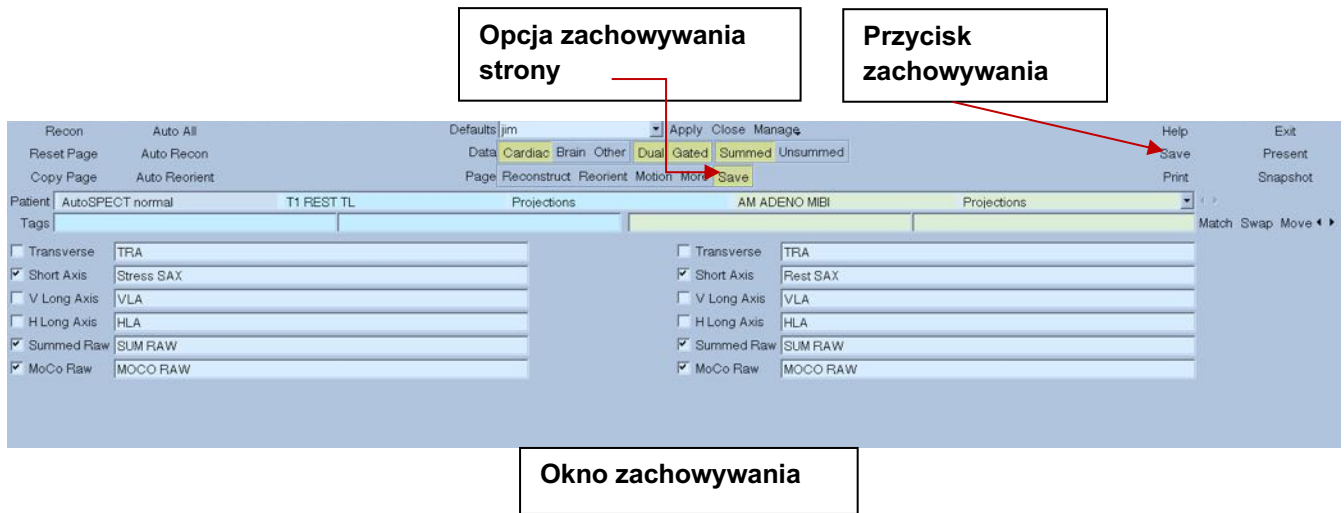 Opcja zachowywania
strony
Przycisk
zachowywania
Recon Auto All Defaults jim Apply Close Manage Help Exit
Reset Page Auto Recon Data Cardiac Brain Other Dual Gated Summed Unsummed Save Present
Copy Page Auto Reorient Page Reconstruct Reorient Motion More Save Print Snapshot
Patient AutoSPECT normal T1 REST TL Projections AM ADENO MIBI Projections
Tags Match Swap Move
Transverse TRA Transverse TRA
Short Axis Stress SAX Short Axis Rest SAX
V Long Axis VLA V Long Axis VLA
H Long Axis HLA H Long Axis HLA
Summed Raw SUM RAW Summed Raw SUM RAW
MoCo Raw MOCO RAW MoCo Raw MOCO RAW
Okno zachowywania